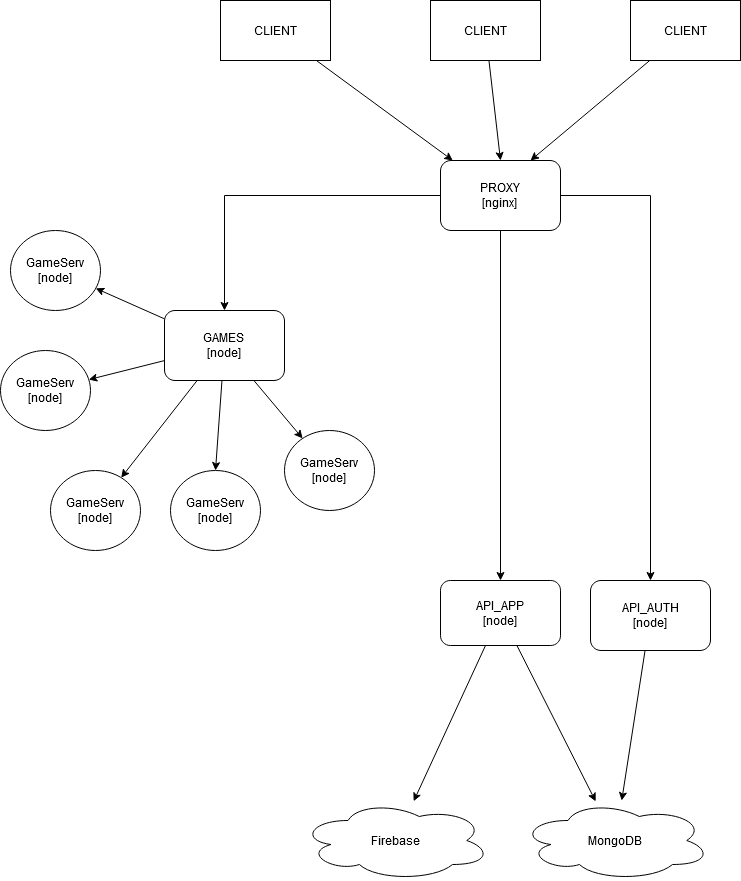 CLIENT
CLIENT
CLIENT
PROXY
[nginx]
GameServ
[node]
GAMES
[node]
GameServ
[node]
GameServ
[node]
GameServ
[node]
GameServ
[node]
API_APP
[node]
API_AUTH
[node]
Firebase
MongoDB